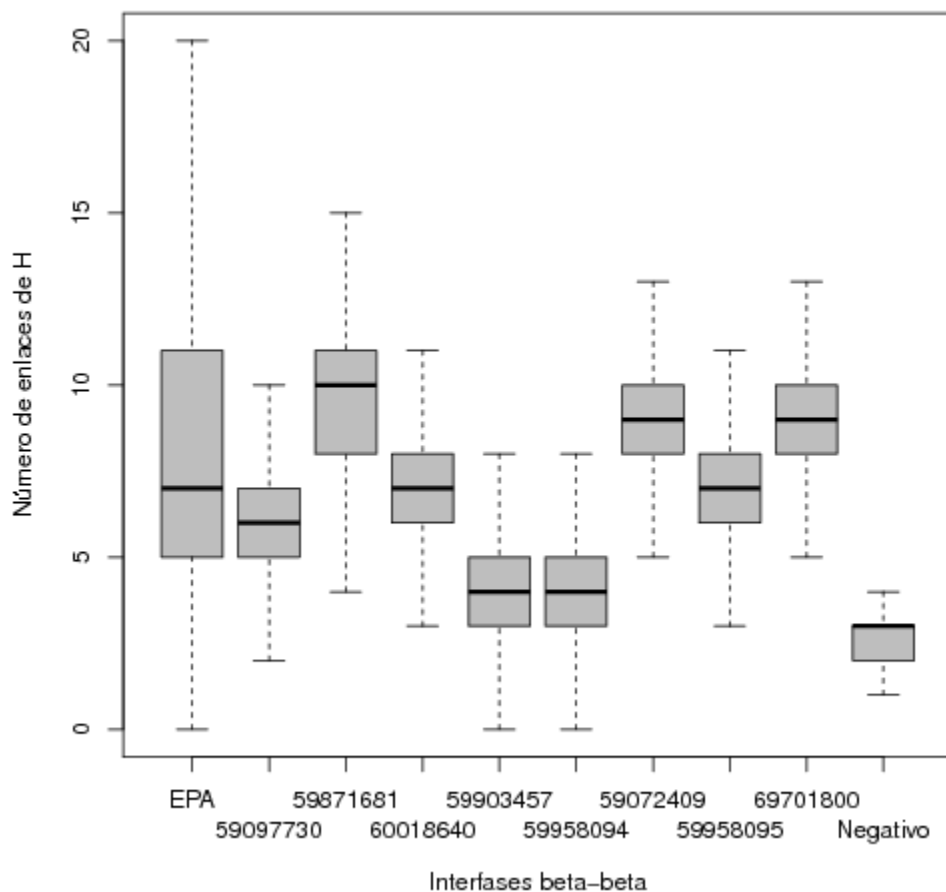 Número de enlaces de H
20
15
10
5
0
EPA 59871681 59903457 59072409 69701800
59097730 60018640 59958094 59958095 Negativo
Interfases beta-beta